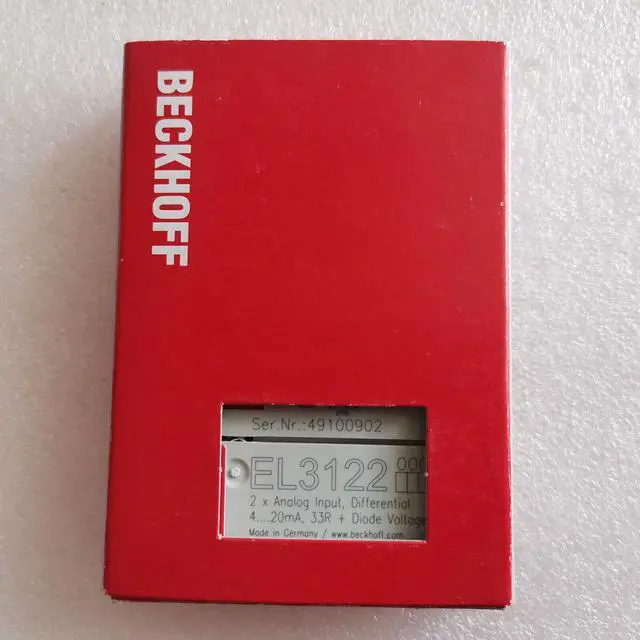 BECKHOFF
Ser.Nr.:49100902
EL3122
2 x Analog Input, Differential
4....20mA, 33R + Diode Voltage
Made in Germany / www.beckhoff.com